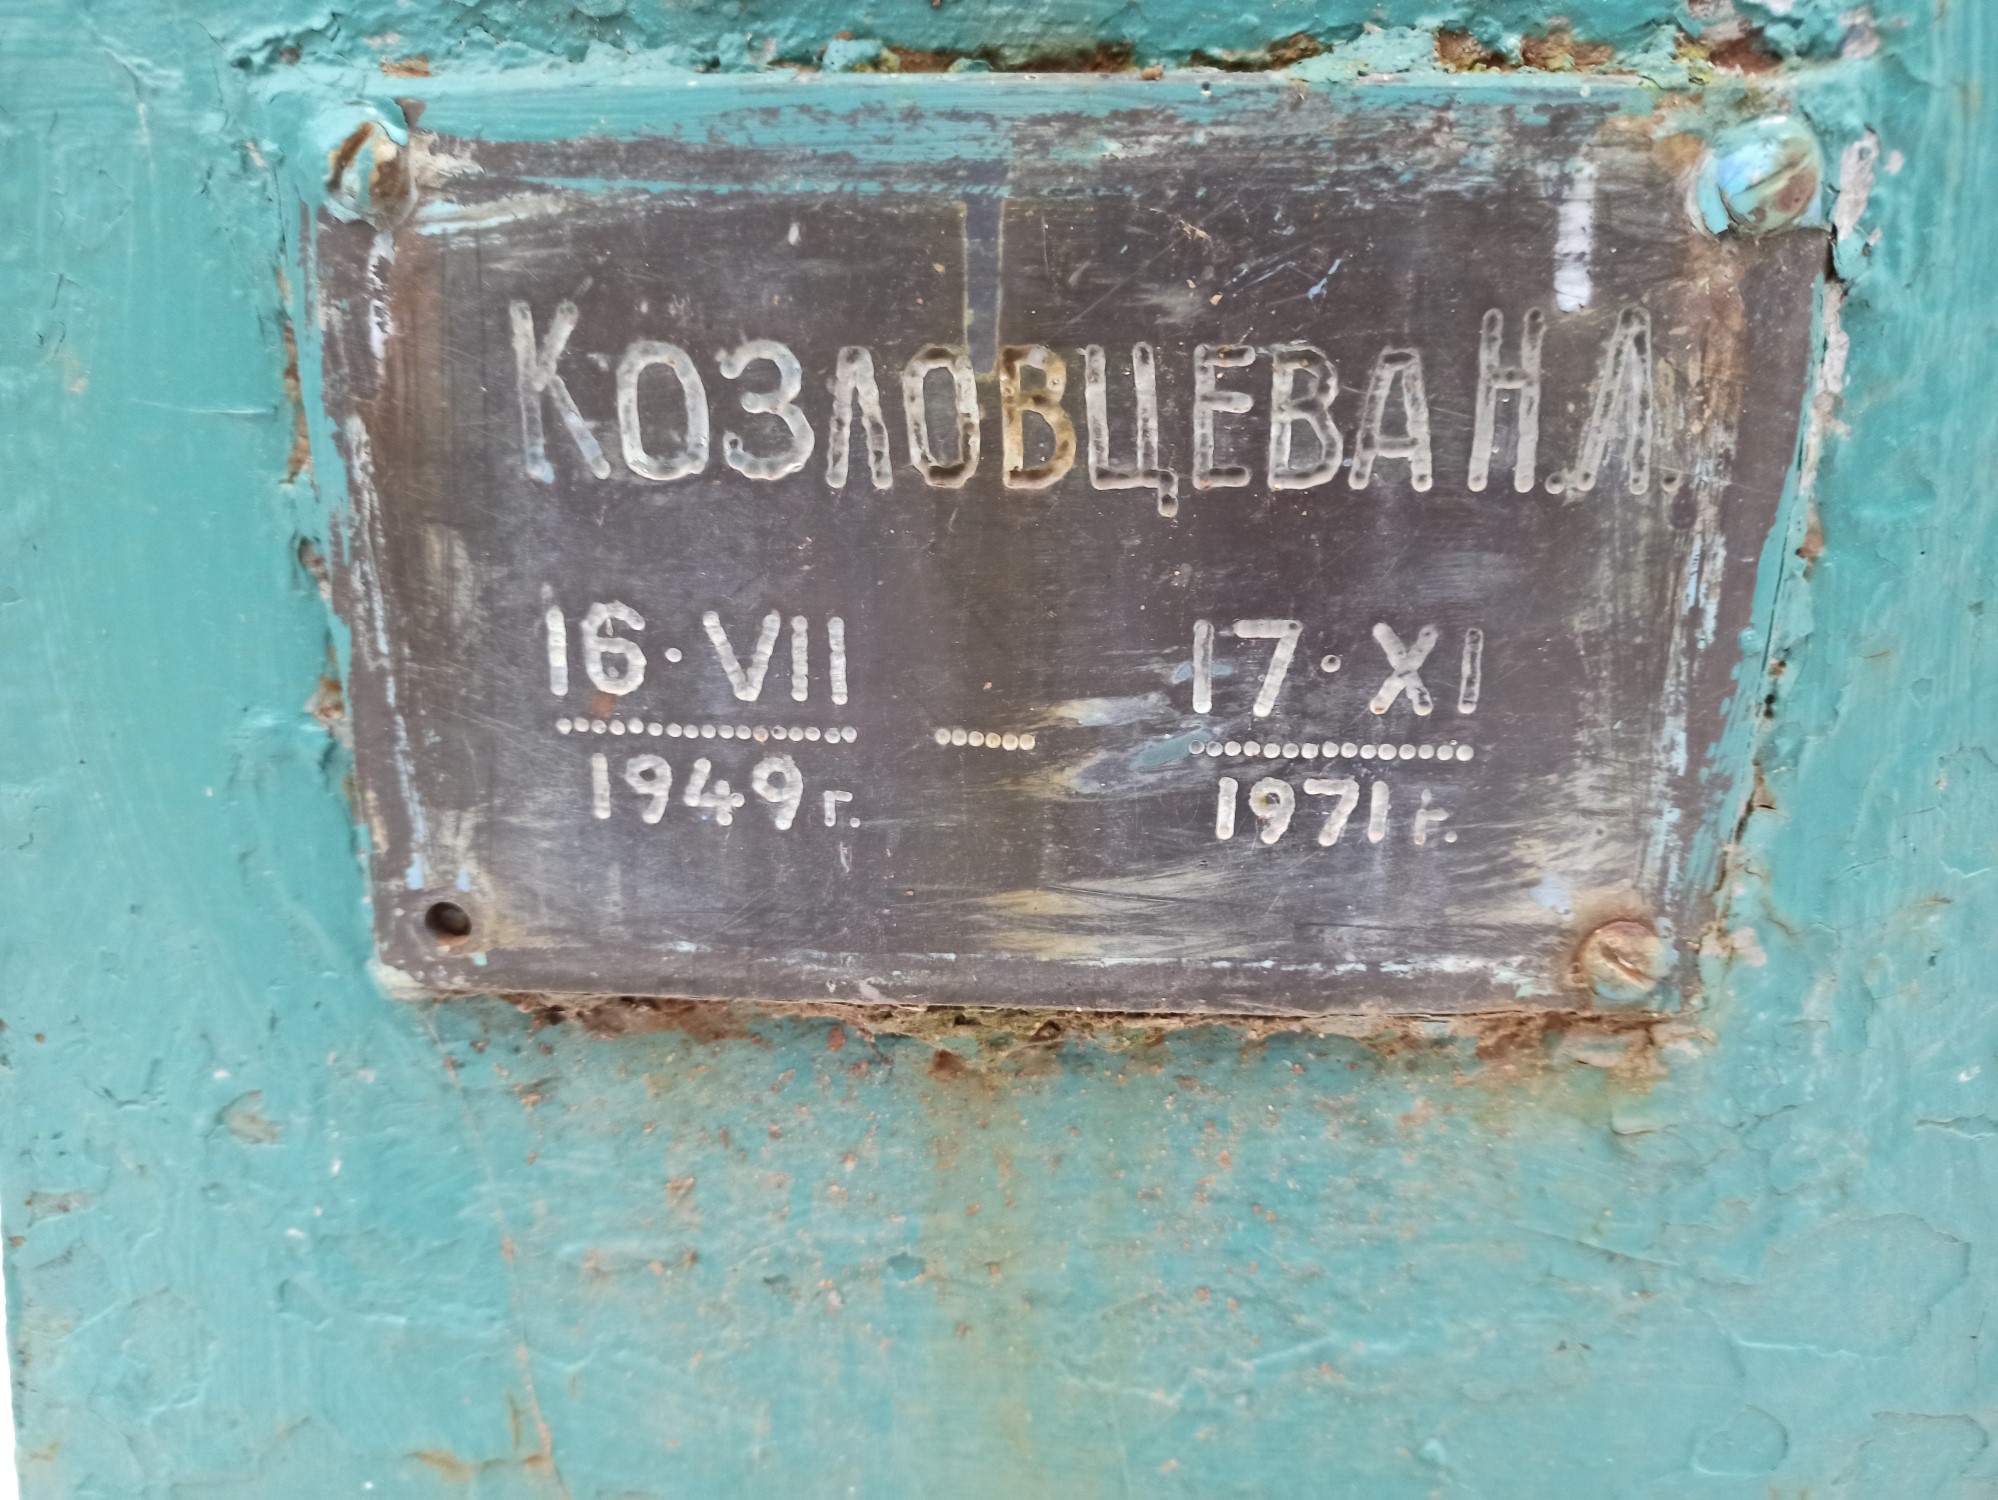 КОЗЛОВЦЕВА Н.А.
16·VII — 17·XI
1949г. 1971г.